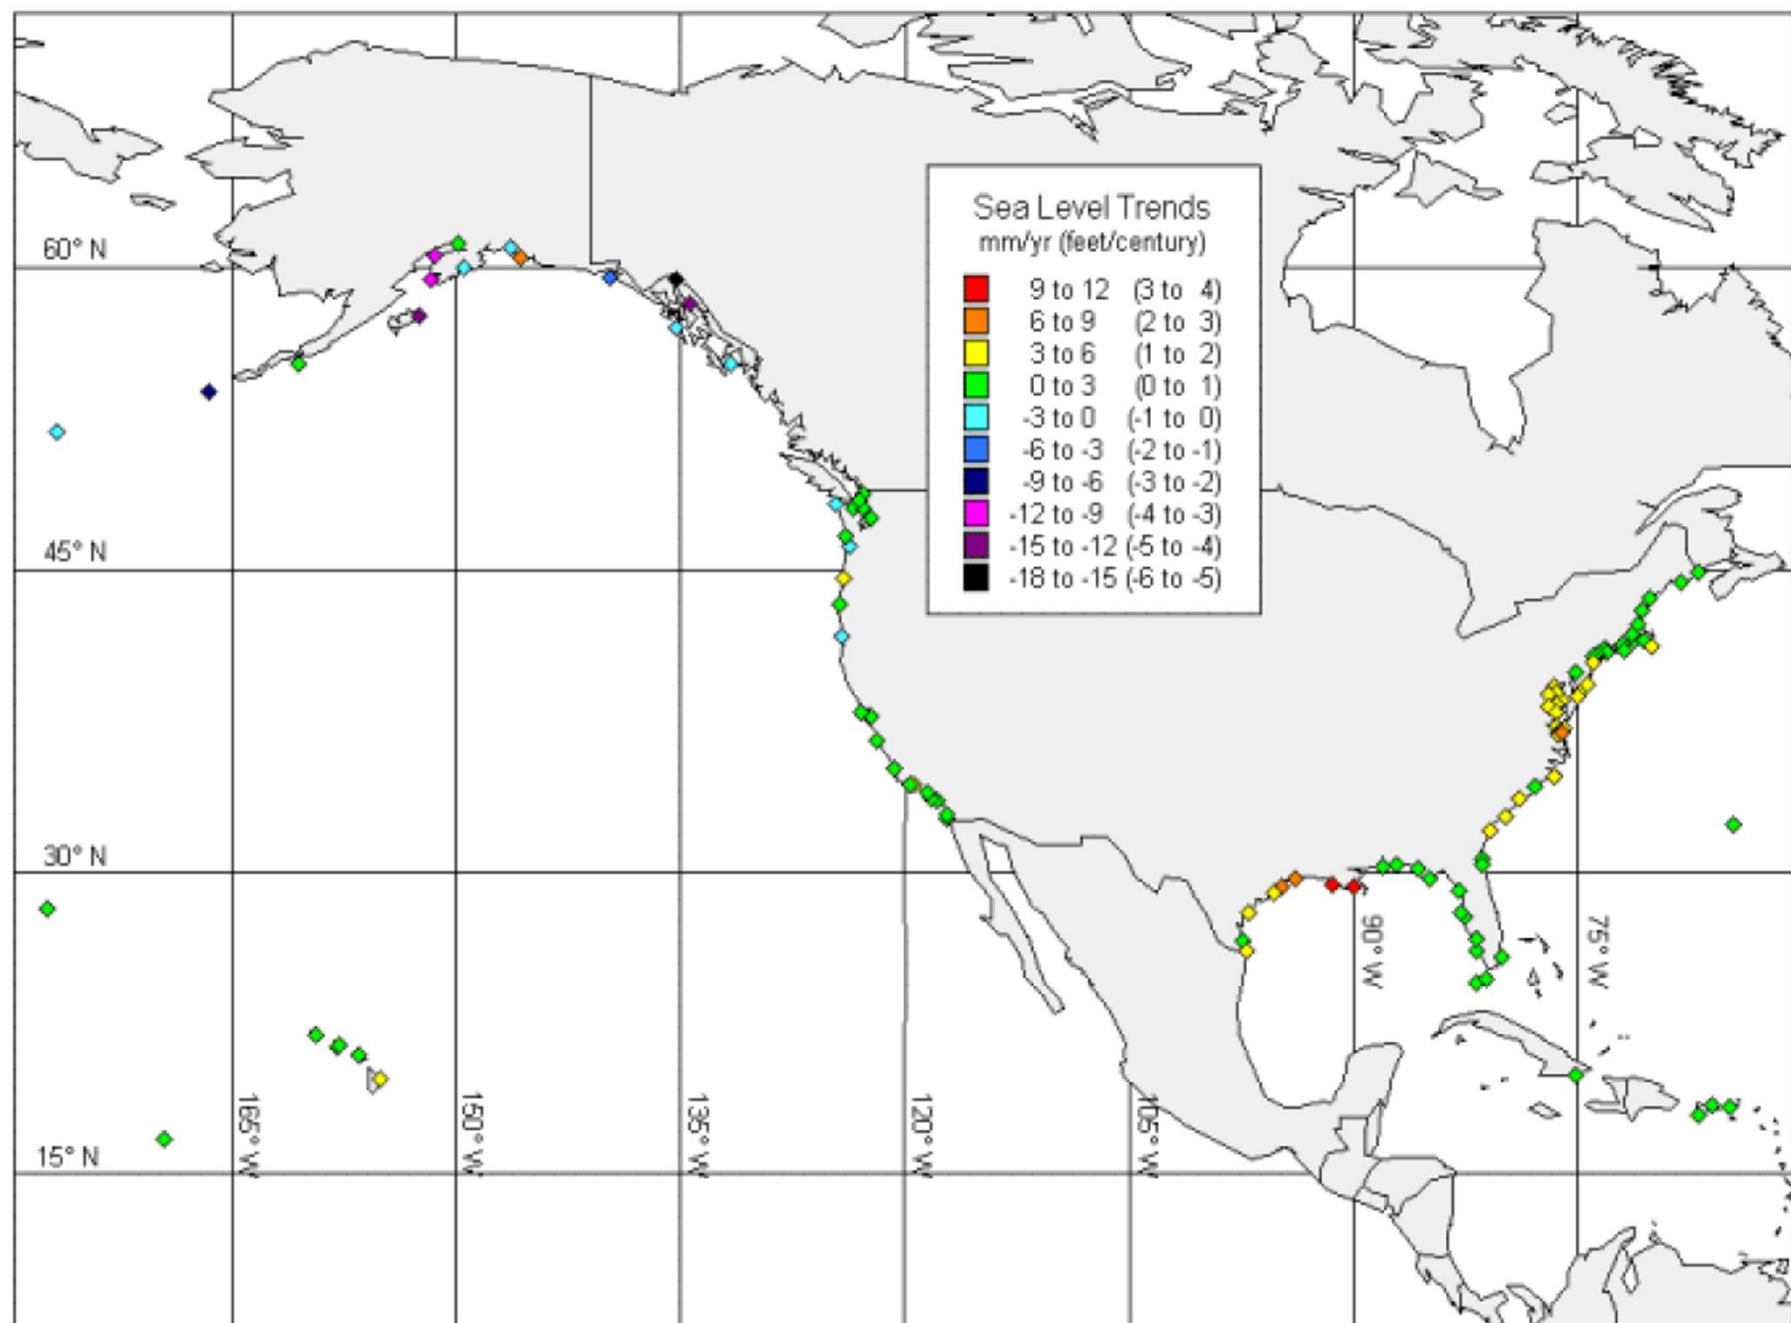 Sea Level Trends
mm/yr (feet/century)
9 to 12 (3 to 4)
6 to 9 (2 to 3)
3 to 6 (1 to 2)
0 to 3 (0 to 1)
-3 to 0 (-1 to 0)
-6 to -3 (-2 to -1)
-9 to -6 (-3 to -2)
-12 to -9 (-4 to -3)
-15 to -12 (-5 to -4)
-18 to -15 (-6 to -5)
60° N
45° N
30° N
15° N
165° W
150° W
135° W
120° W
105° W
90° W
75° W